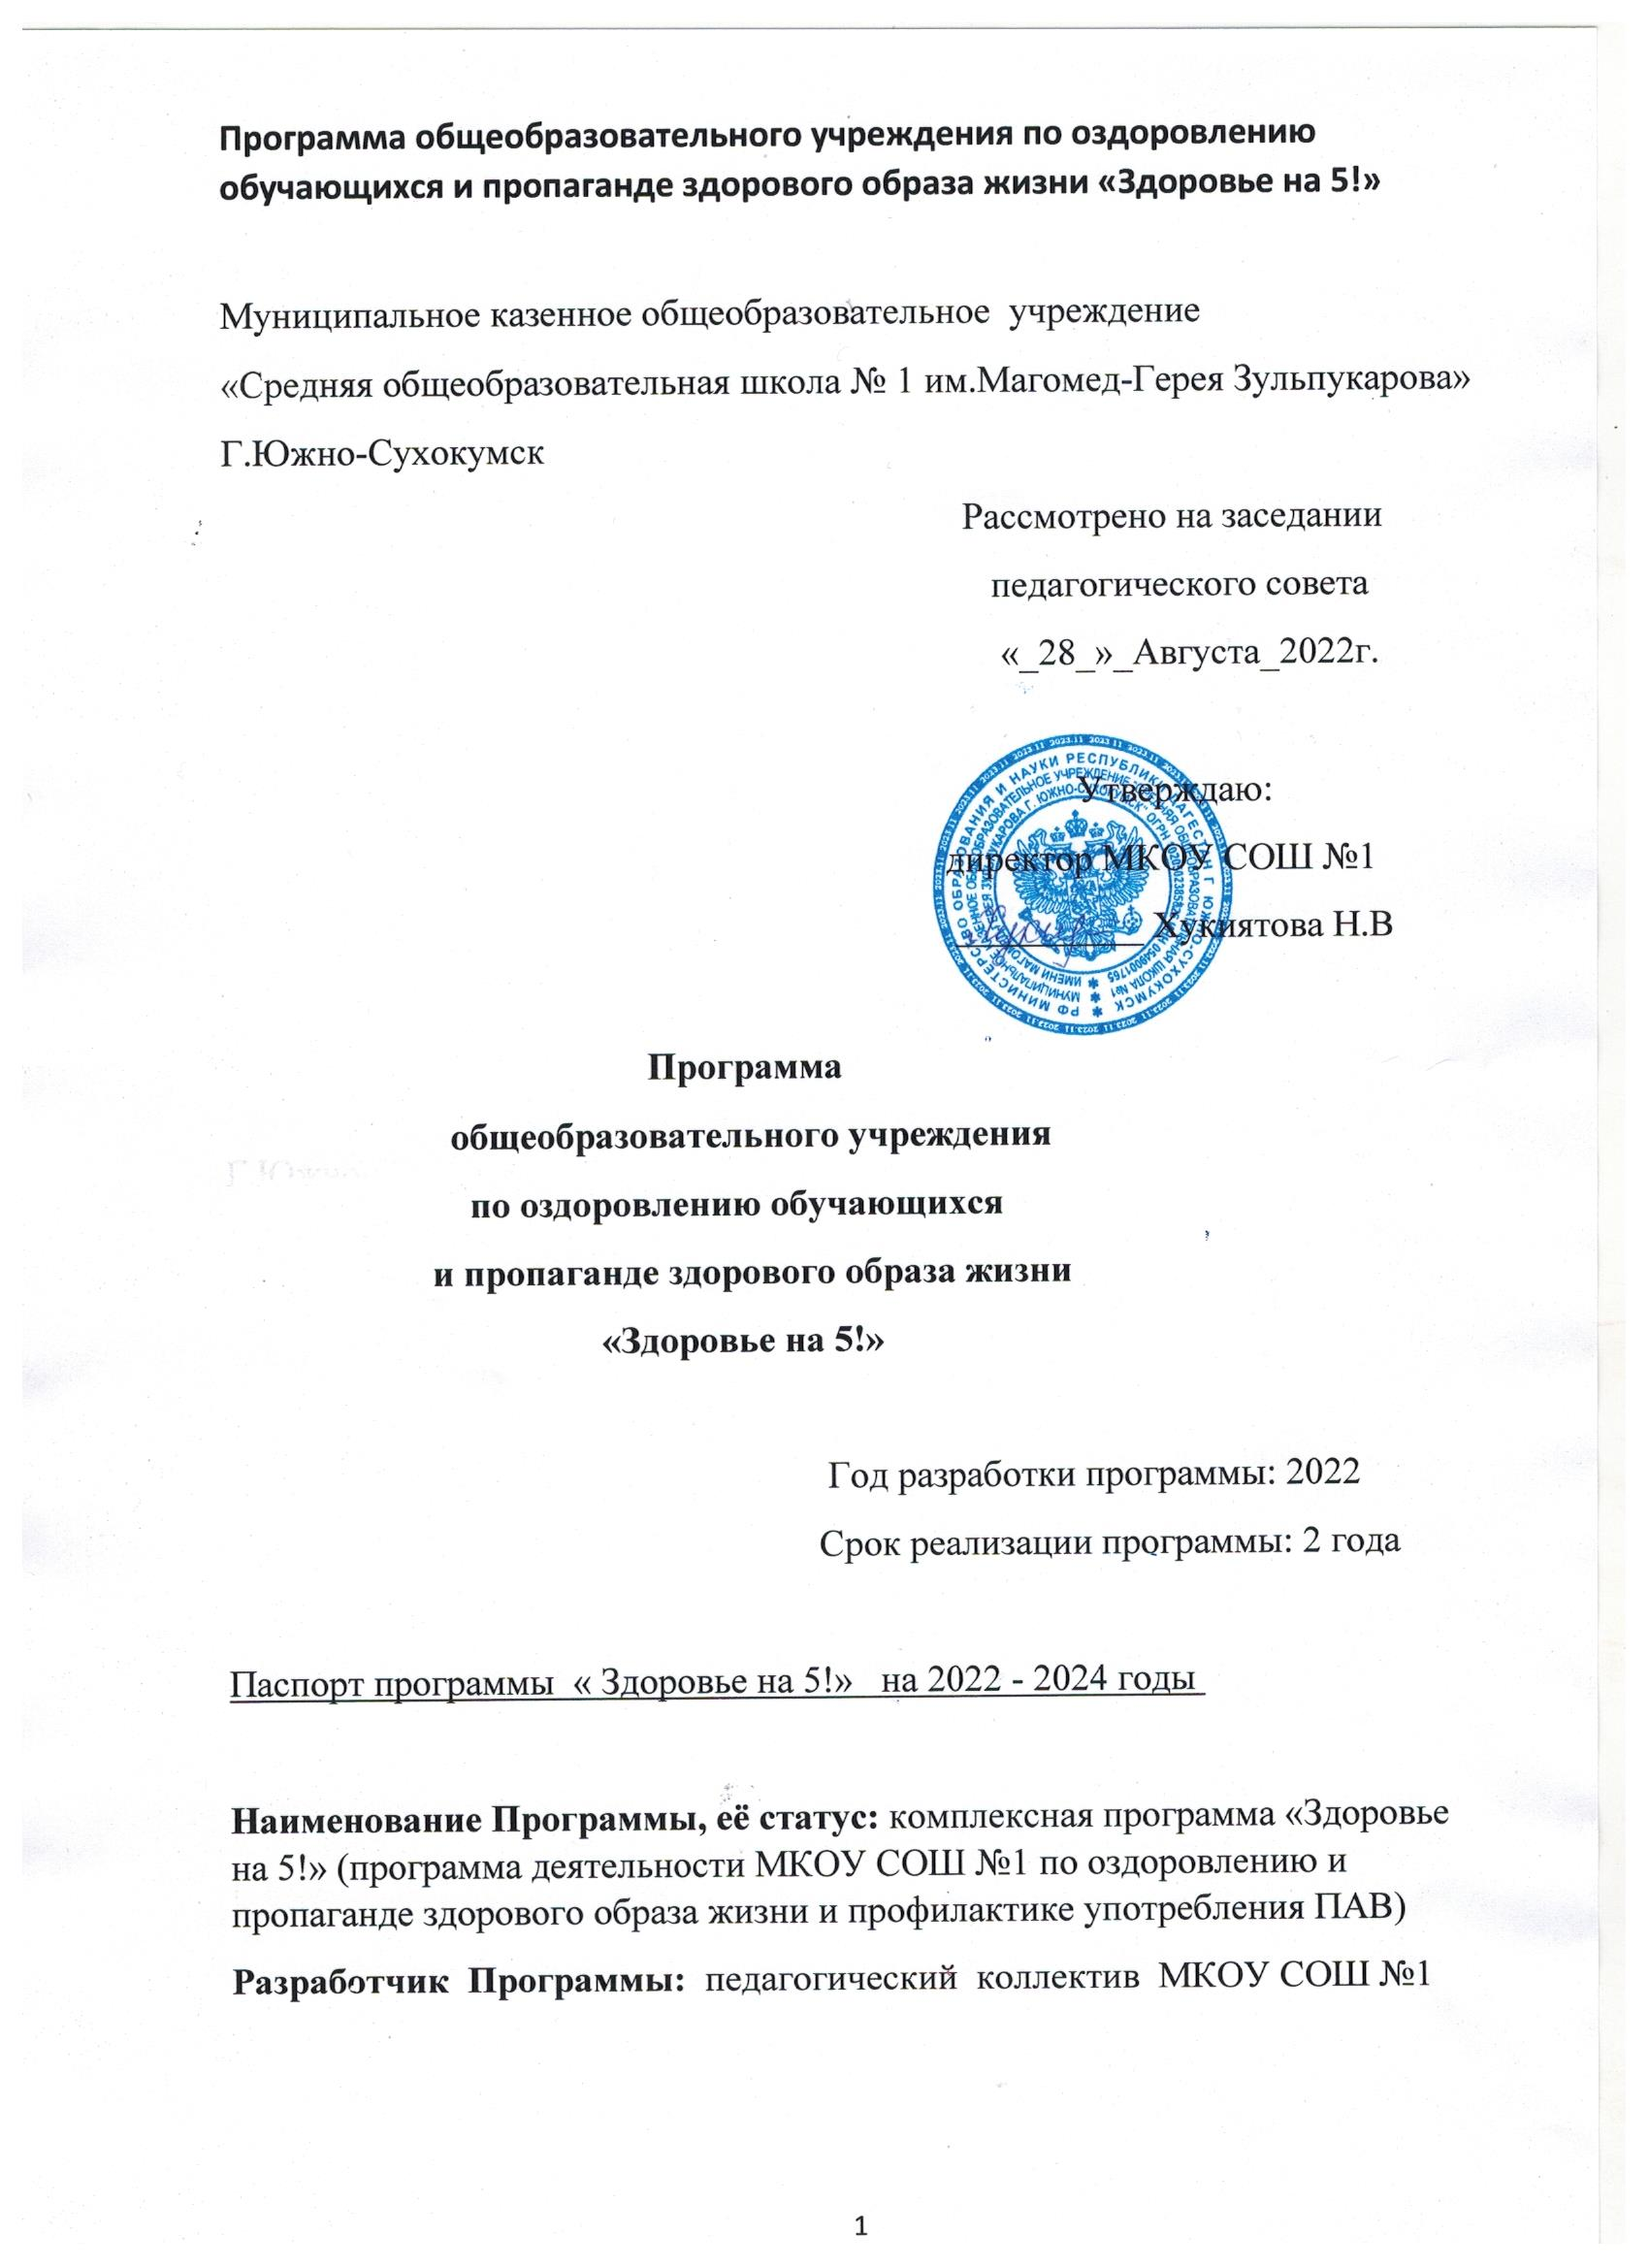 Программа общеобразовательного учреждения по оздоровлению
обучающихся и пропаганде здорового образа жизни «Здоровье на 5!»
Муниципальное казенное общеобразовательное учреждение
«Средняя общеобразовательная школа № 1 им.Магомед-Герея Зульпукарова»
Г.Южно-Сухокумск
Рассмотрено на заседании
педагогического совета
«_28_»_Августа_2022г.
Утверждаю:
директор МКОУ СОШ №1
__________ Хукиятова Н.В
Программа
общеобразовательного учреждения
по оздоровлению обучающихся
и пропаганде здорового образа жизни
«Здоровье на 5!»
Год разработки программы: 2022
Срок реализации программы: 2 года
Паспорт программы « Здоровье на 5!» на 2022 - 2024 годы
Наименование Программы, её статус: комплексная программа «Здоровье
на 5!» (программа деятельности МКОУ СОШ №1 по оздоровлению и
пропаганде здорового образа жизни и профилактике употребления ПАВ)
Разработчик Программы: педагогический коллектив МКОУ СОШ №1
1